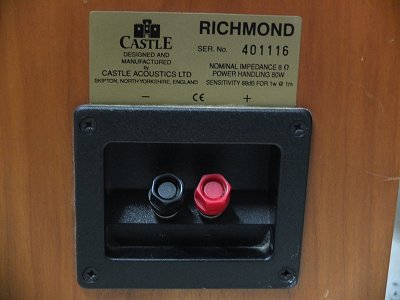 CASTLE
DESIGNED AND
MANUFACTURED
by
CASTLE ACOUSTICS LTD
SKIPTON, NORTH YORKSHIRE, ENGLAND
RICHMOND
SER. No. 401116
NOMINAL IMPEDANCE 8 Ω
POWER HANDLING 80W
SENSITIVITY 88dB FOR 1w @ 1m
− CE +